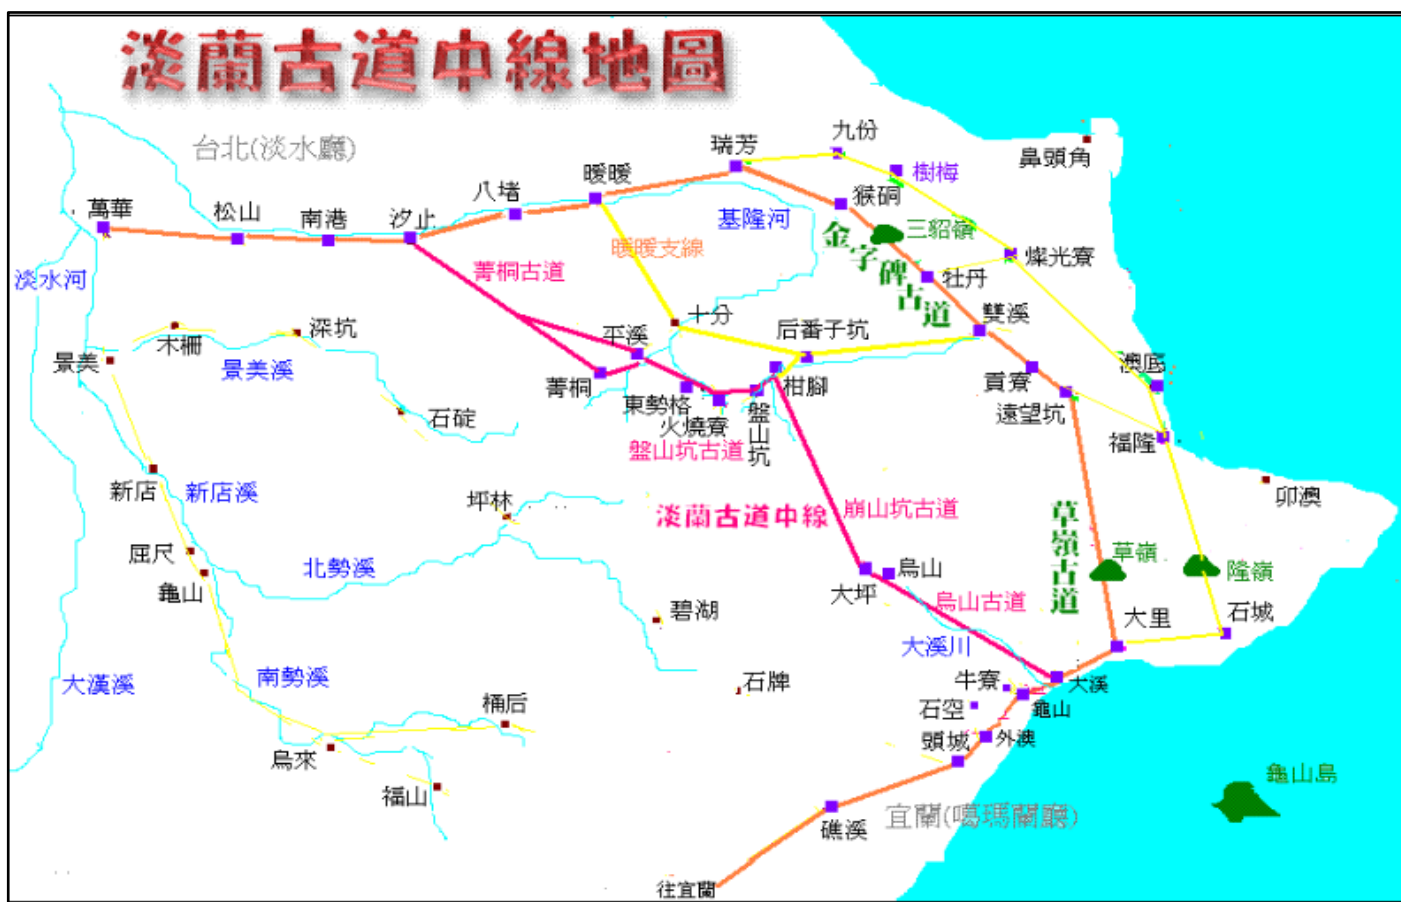 淡蘭古道中線地圖
台北(淡水廳)
九份
鼻頭角
瑞芳
樹梅
暖暖
八堵
猴硐
萬華
松山
南港
汐止
基隆河
三貂嶺
金字碑古道
暖暖支線
燦光寮
菁桐古道
牡丹
淡水河
十分
后番子坑
雙溪
平溪
深坑
木柵
景美
景美溪
菁桐
柑腳
貢寮
澳底
東勢格
火燒寮
盤山坑
遠望坑
石碇
福隆
盤山坑古道
新店
新店溪
坪林
卯澳
淡蘭古道中線
崩山坑古道
草嶺古道
屈尺
北勢溪
烏山
草嶺
隆嶺
龜山
大坪
碧湖
烏山古道
大里
石城
大溪川
大漢溪
南勢溪
石牌
牛寮
大溪
桶后
石空
龜山
烏來
頭城
外澳
龜山島
福山
宜蘭(噶瑪蘭廳)
礁溪
往宜蘭